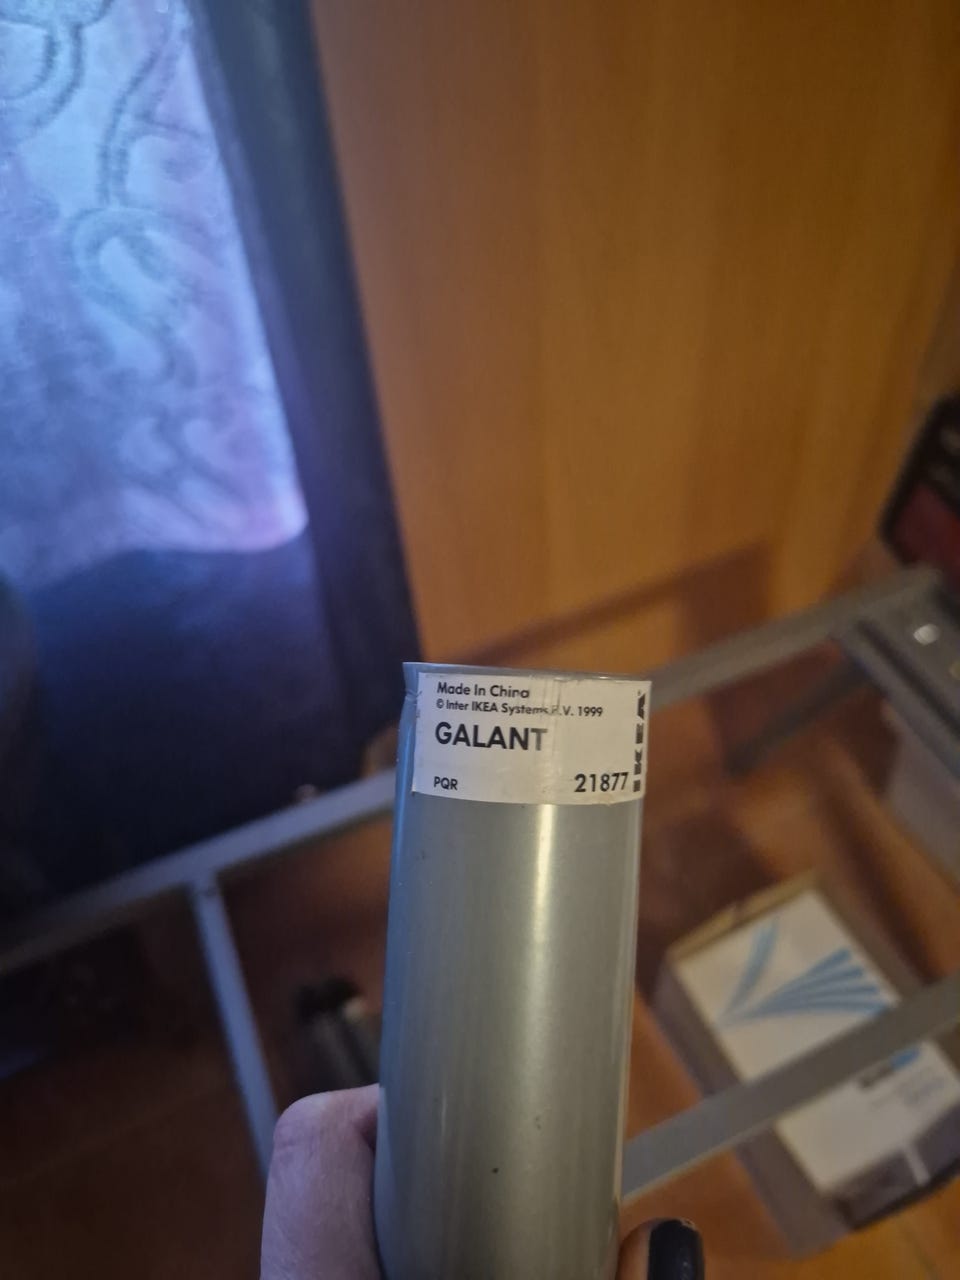 Made In China
© Inter IKEA Systems B.V. 1999
GALANT
PQR 21877
IKEA